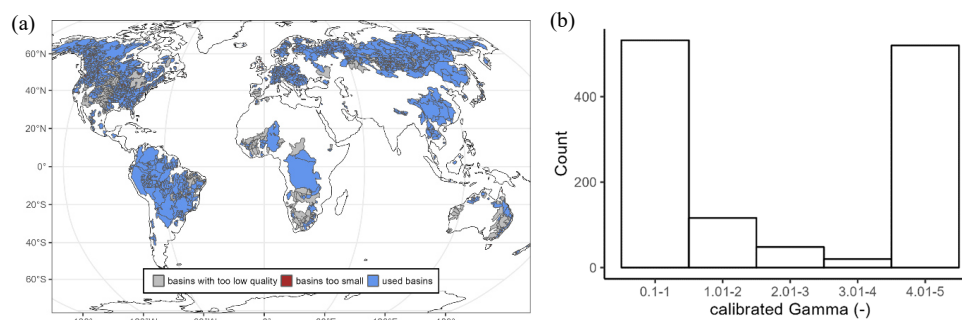 (a)
60°N
40°N
20°N
0°
20°S
40°S
60°S
basins with too low quality basins too small used basins
(b)
Count
400
200
0
0.1-1 1.01-2 2.01-3 3.01-4 4.01-5
calibrated Gamma (-)